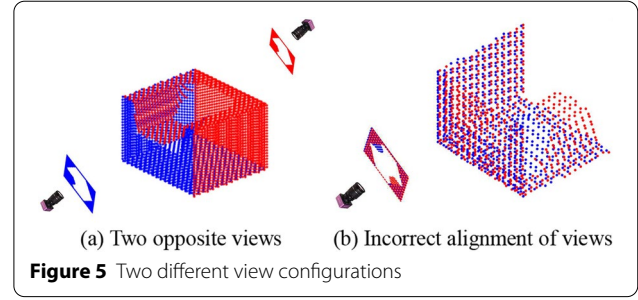 (a) Two opposite views
(b) Incorrect alignment of views
Figure 5 Two different view configurations